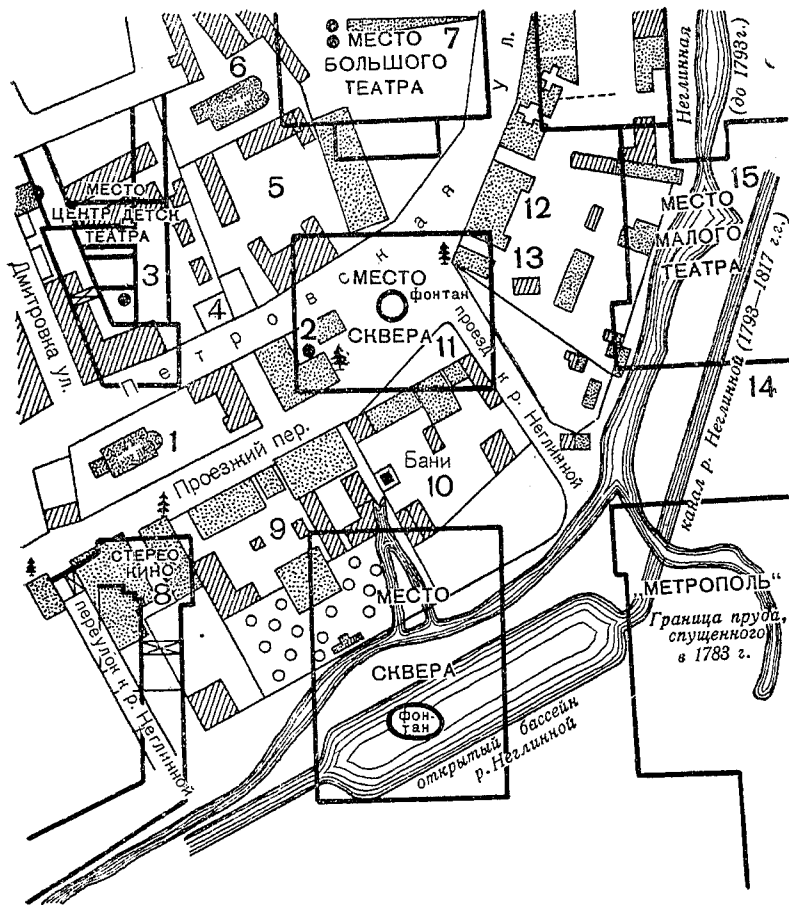 7
МЕСТО
БОЛЬШОГО
ТЕАТРА
6
Петровская ул.
Неглинная
(до 1793 г.)
5
МЕСТО
ЦЕНТР. ДЕТСК.
ТЕАТРА
3
4
Дмитровка ул.
12
13
15
МЕСТО
МАЛОГО
ТЕАТРА
МЕСТО
фонтан
СКВЕРА
2
11
проезд к р. Неглинной
канал р. Неглинной (1793—1817 г.г.)
14
1
Проезжий пер.
Бани
10
9
СТЕРЕО
КИНО
8
переулок к р. Неглинной
МЕСТО
СКВЕРА
фон-
тан
открытый бассейн
р. Неглинной
„МЕТРОПОЛЬ“
Граница пруда,
спущенного
в 1783 г.